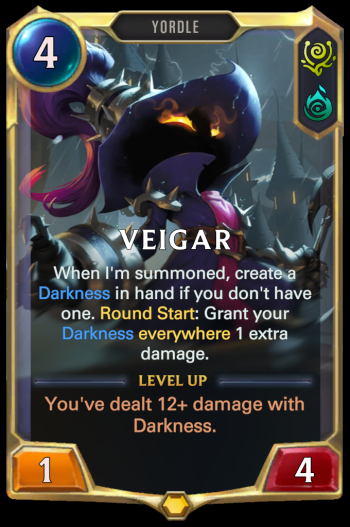 YORDLE
4
VEIGAR
When I'm summoned, create a
Darkness in hand if you don't have
one. Round Start: Grant your
Darkness everywhere 1 extra
damage.
LEVEL UP
You've dealt 12+ damage with
Darkness.
1
4